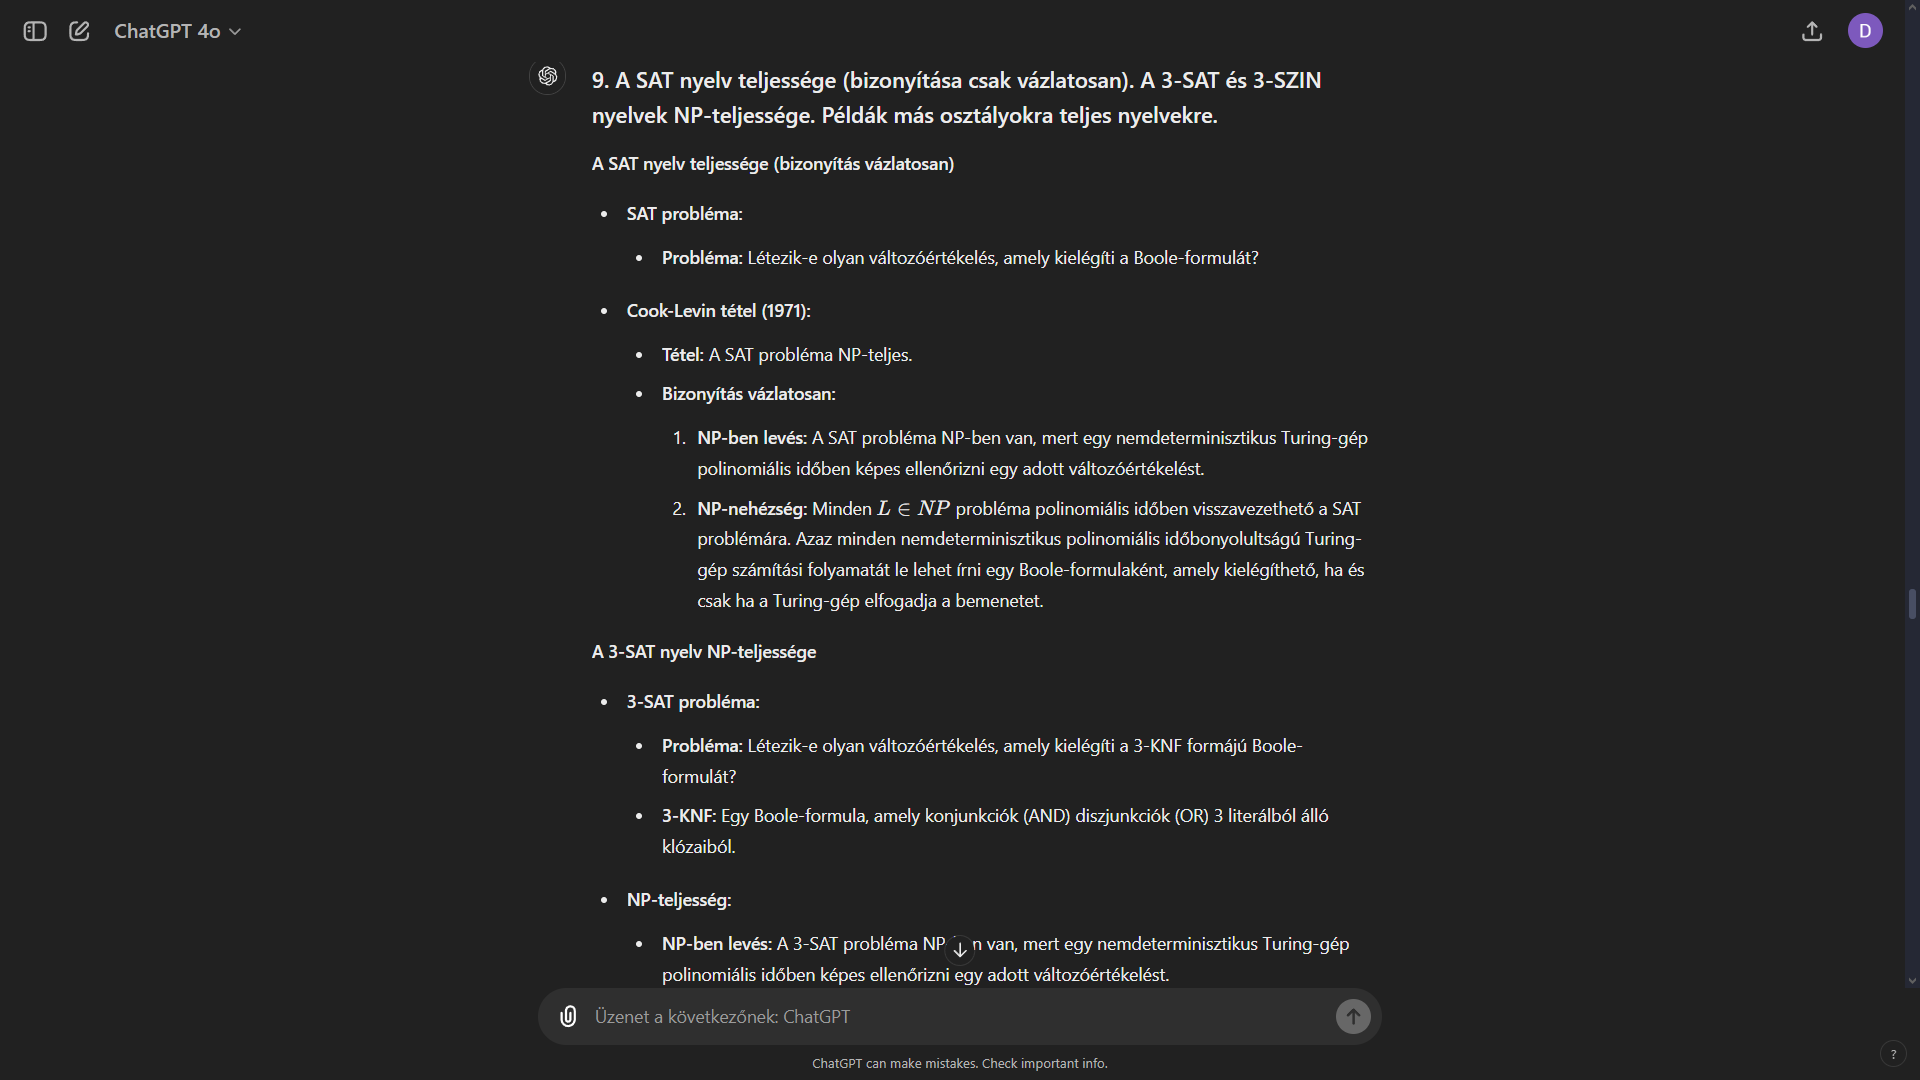 ChatGPT 4o
D
9. A SAT nyelv teljessége (bizonyítása csak vázlatosan). A 3-SAT és 3-SZIN
nyelvek NP-teljessége. Példák más osztályokra teljes nyelvekre.
A SAT nyelv teljessége (bizonyítás vázlatosan)
• SAT probléma:
• Probléma: Létezik-e olyan változóértékelés, amely kielégíti a Boole-formulát?
• Cook-Levin tétel (1971):
• Tétel: A SAT probléma NP-teljes.
• Bizonyítás vázlatosan:
1. NP-ben levés: A SAT probléma NP-ben van, mert egy nemdeterminisztikus Turing-gép
polinomiális időben képes ellenőrizni egy adott változóértékelést.
2. NP-nehézség: Minden L ∈ NP probléma polinomiális időben visszavezethető a SAT
problémára. Azaz minden nemdeterminisztikus polinomiális időbonyolultságú Turing-
gép számítási folyamatát le lehet írni egy Boole-formulaként, amely kielégíthető, ha és
csak ha a Turing-gép elfogadja a bemenetet.
A 3-SAT nyelv NP-teljessége
• 3-SAT probléma:
• Probléma: Létezik-e olyan változóértékelés, amely kielégíti a 3-KNF formájú Boole-
formulát?
• 3-KNF: Egy Boole-formula, amely konjunkciók (AND) diszjunkciók (OR) 3 literálból álló
klózaiból.
• NP-teljesség:
• NP-ben levés: A 3-SAT probléma NP n van, mert egy nemdeterminisztikus Turing-gép
polinomiális időben képes ellenőrizni egy adott változóértékelést.
Üzenet a következőnek: ChatGPT
ChatGPT can make mistakes. Check important info.
?